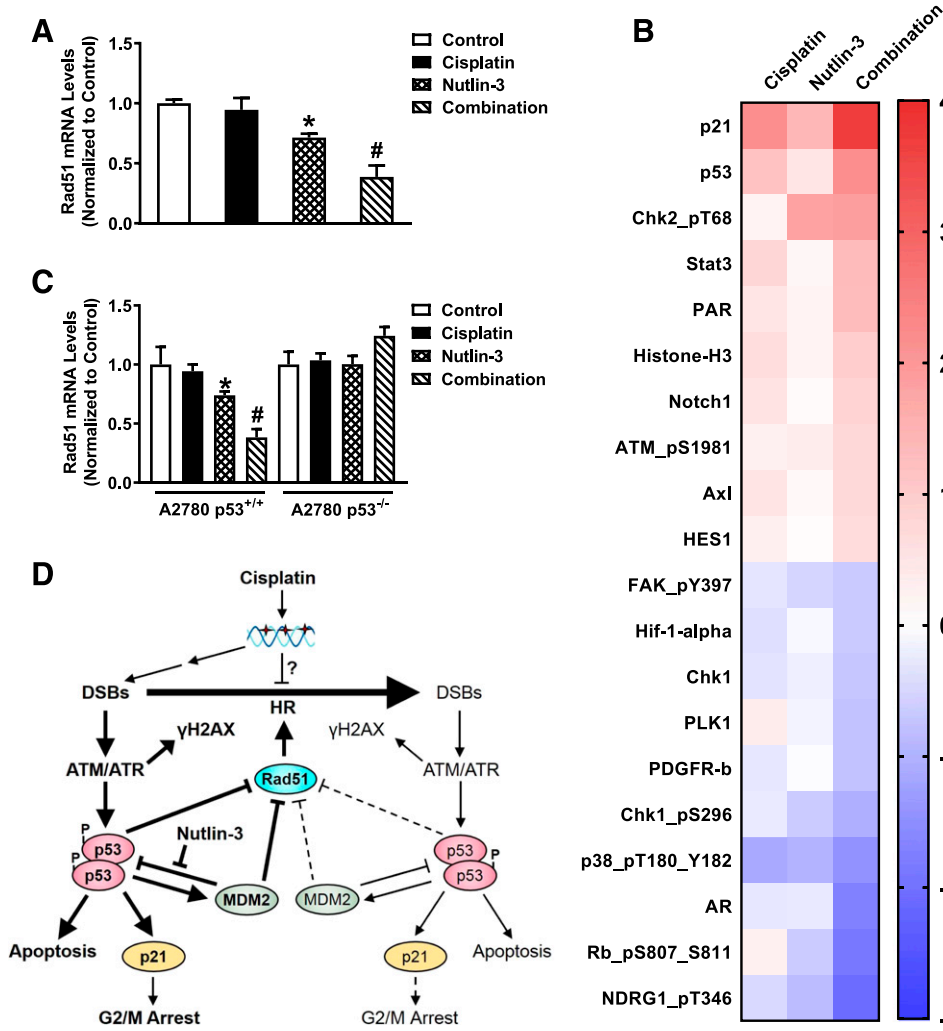 A
Rad51 mRNA Levels
(Normalized to Control)
1.5
1.0
0.5
0.0
*
#
Control
Cisplatin
Nutlin-3
Combination
B
Cisplatin
Nutlin-3
Combination
p21
p53
Chk2_pT68
Stat3
PAR
Histone-H3
Notch1
ATM_pS1981
Axl
HES1
FAK_pY397
Hif-1-alpha
Chk1
PLK1
PDGFR-b
Chk1_pS296
p38_pT180_Y182
AR
Rb_pS807_S811
NDRG1_pT346
C
Rad51 mRNA Levels
(Normalized to Control)
1.5
1.0
0.5
0.0
*
#
Control
Cisplatin
Nutlin-3
Combination
A2780 p53+/+
A2780 p53-/-
D
Cisplatin
?
DSBs
DSBs
HR
γH2AX
γH2AX
ATM/ATR
ATM/ATR
Rad51
P
p53
Nutlin-3
P
p53
p53
P
p53
MDM2
MDM2
Apoptosis
p21
p21
Apoptosis
G2/M Arrest
G2/M Arrest